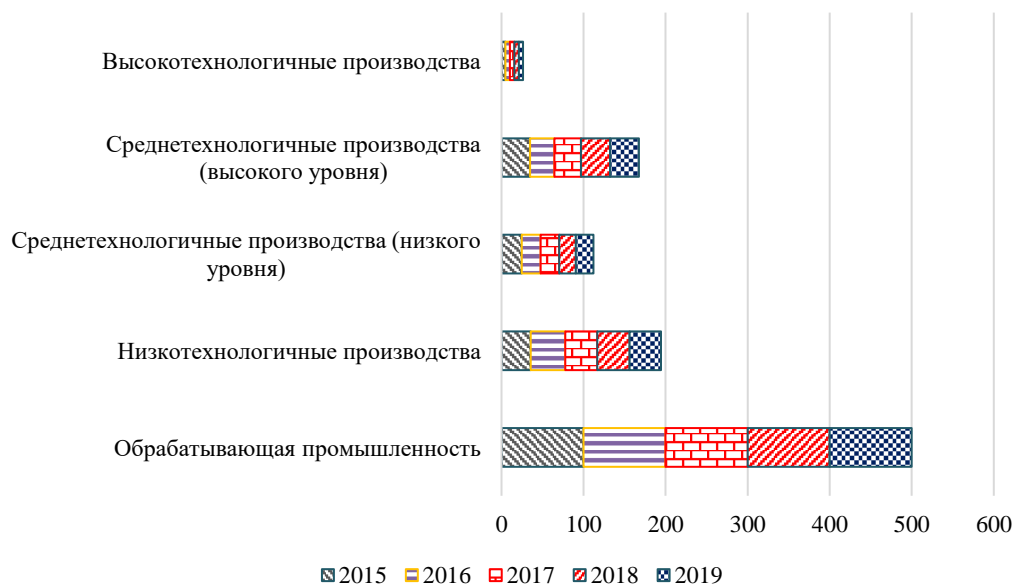 Высокотехнологичные производства
Среднетехнологичные производства
(высокого уровня)
Среднетехнологичные производства (низкого
уровня)
Низкотехнологичные производства
Обрабатывающая промышленность
0 100 200 300 400 500 600
2015 2016 2017 2018 2019